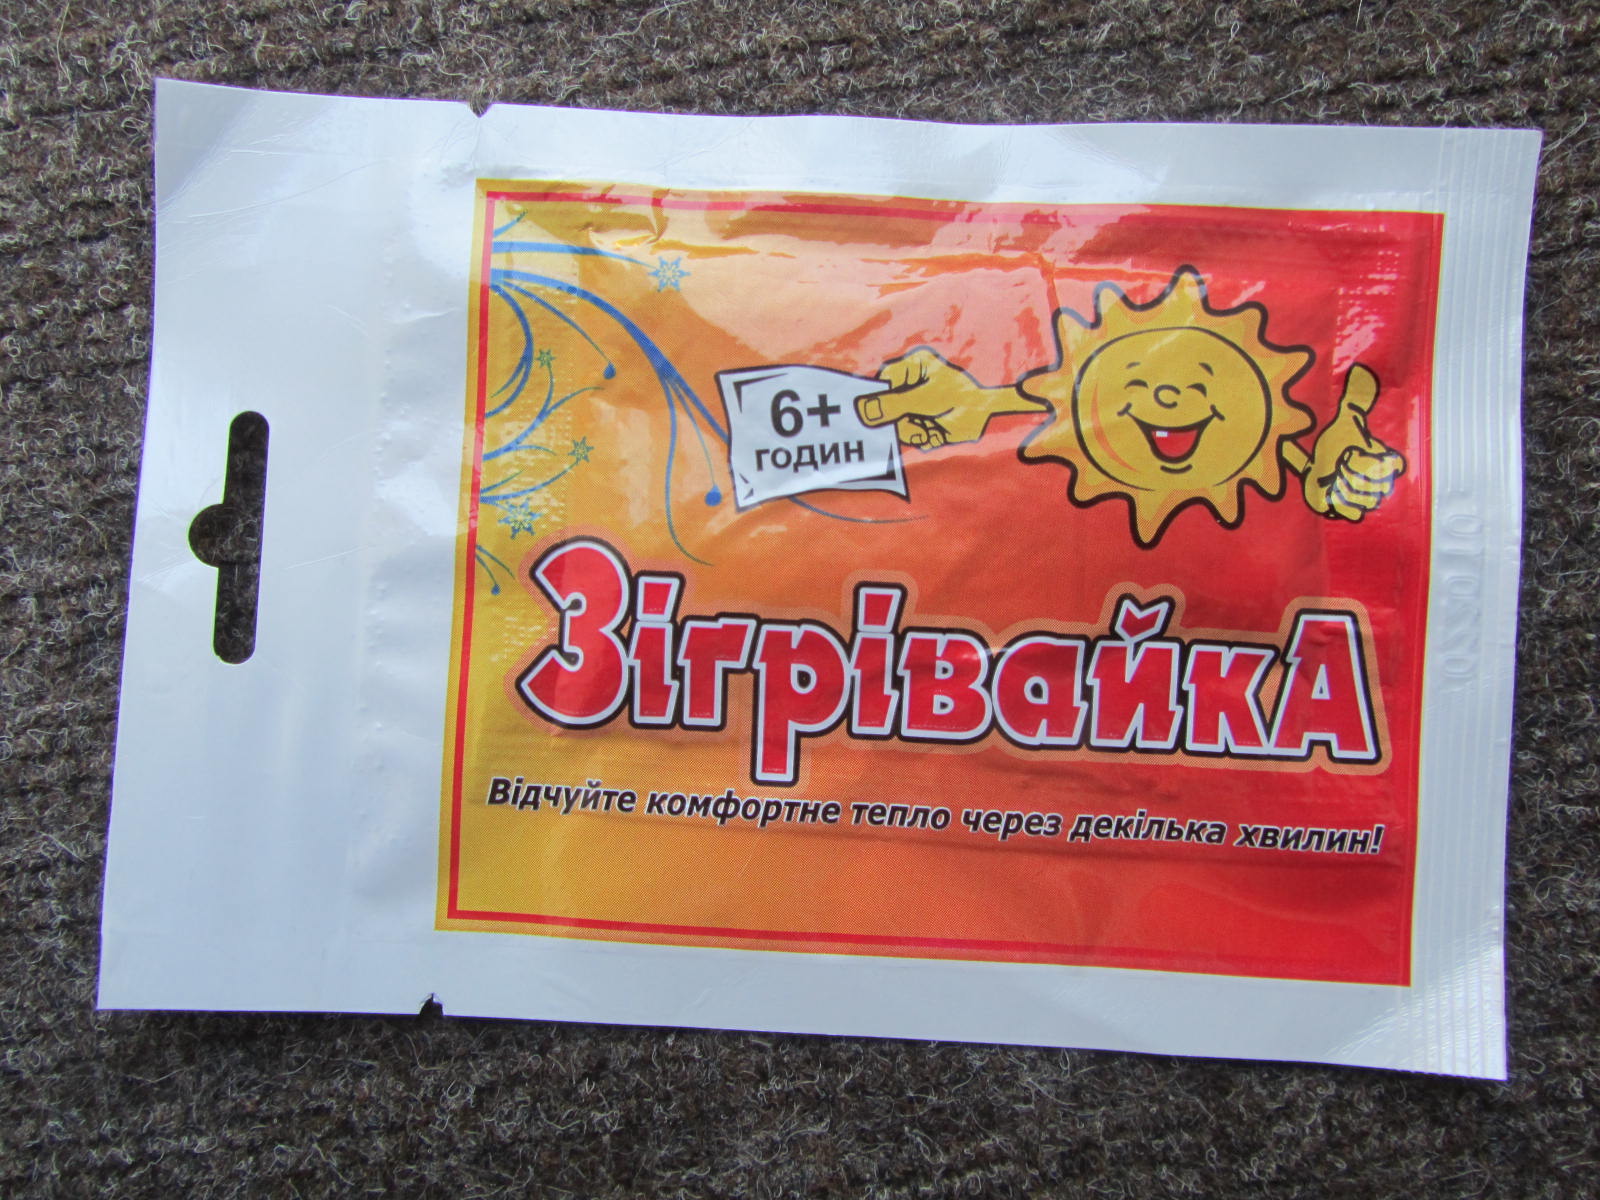 6+
годин
ЗігрівайкА
Відчуйте комфортне тепло через декілька хвилин!